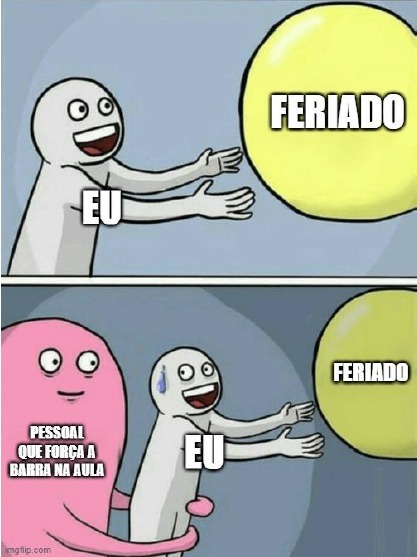 FERIADO
EU
FERIADO
PESSOAL
QUE FORÇA A
BARRA NA AULA
EU
imgflip.com